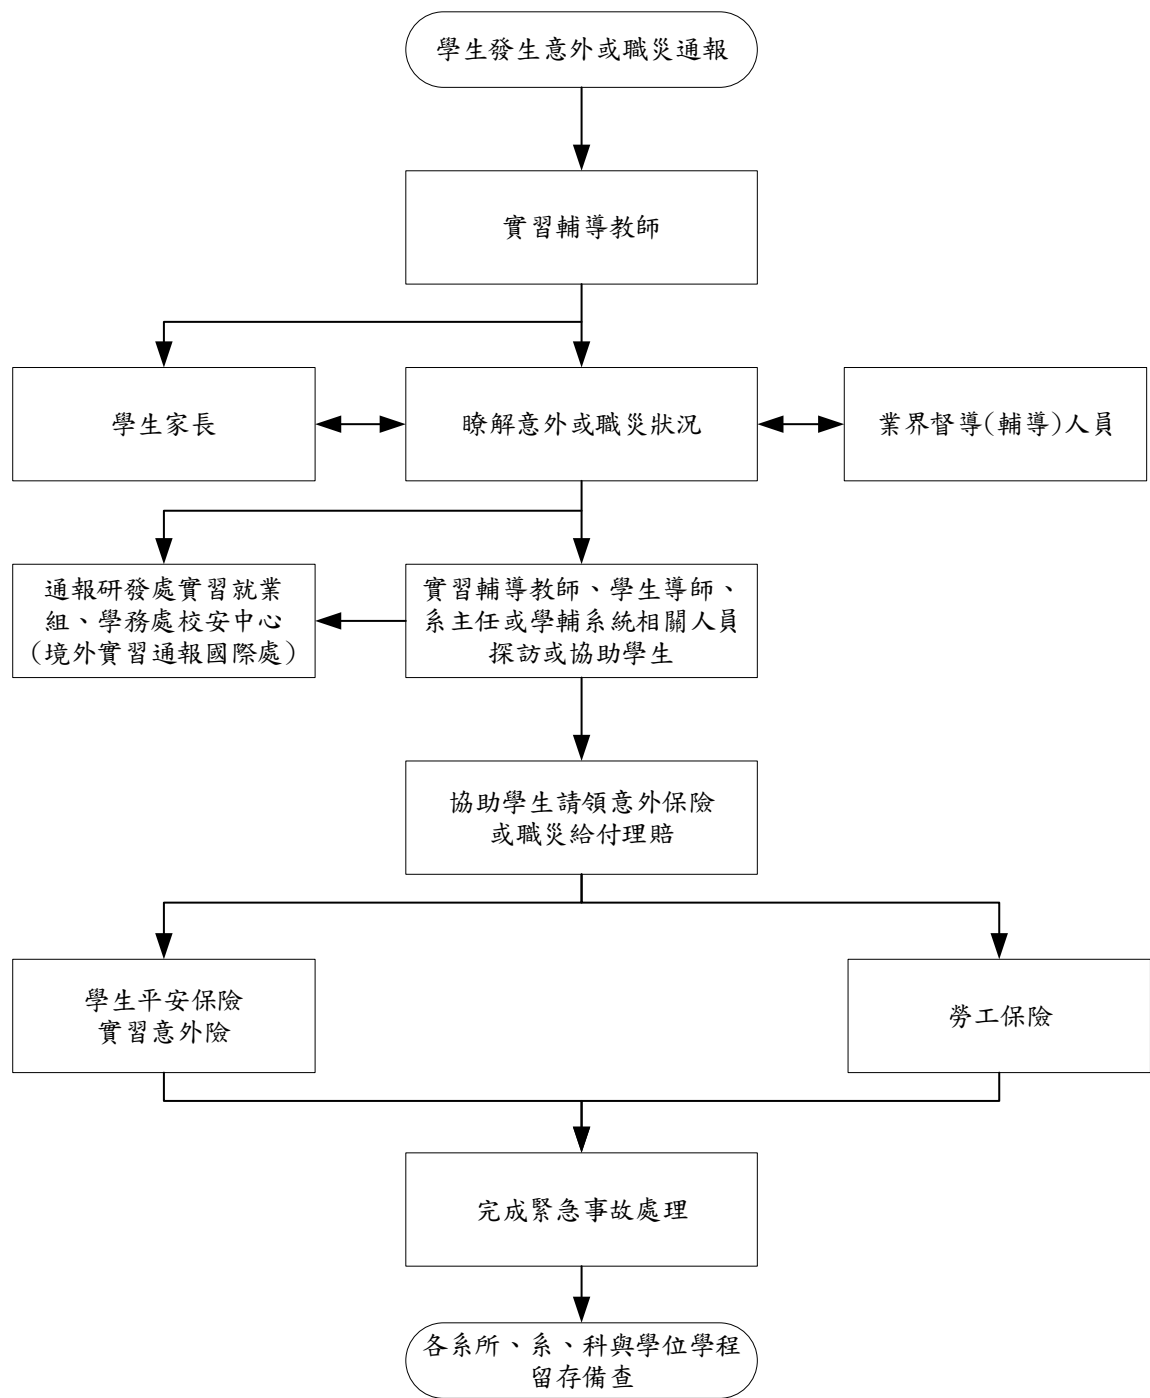 學生發生意外或職災通報
實習輔導教師
學生家長
瞭解意外或職災狀況
業界督導(輔導)人員
通報研發處實習就業
組、學務處校安中心
(境外實習通報國際處)
實習輔導教師、學生導師、
系主任或學輔系統相關人員
探訪或協助學生
協助學生請領意外保險
或職災給付理賠
學生平安保險
實習意外險
勞工保險
完成緊急事故處理
各系所、系、科與學位學程
留存備查